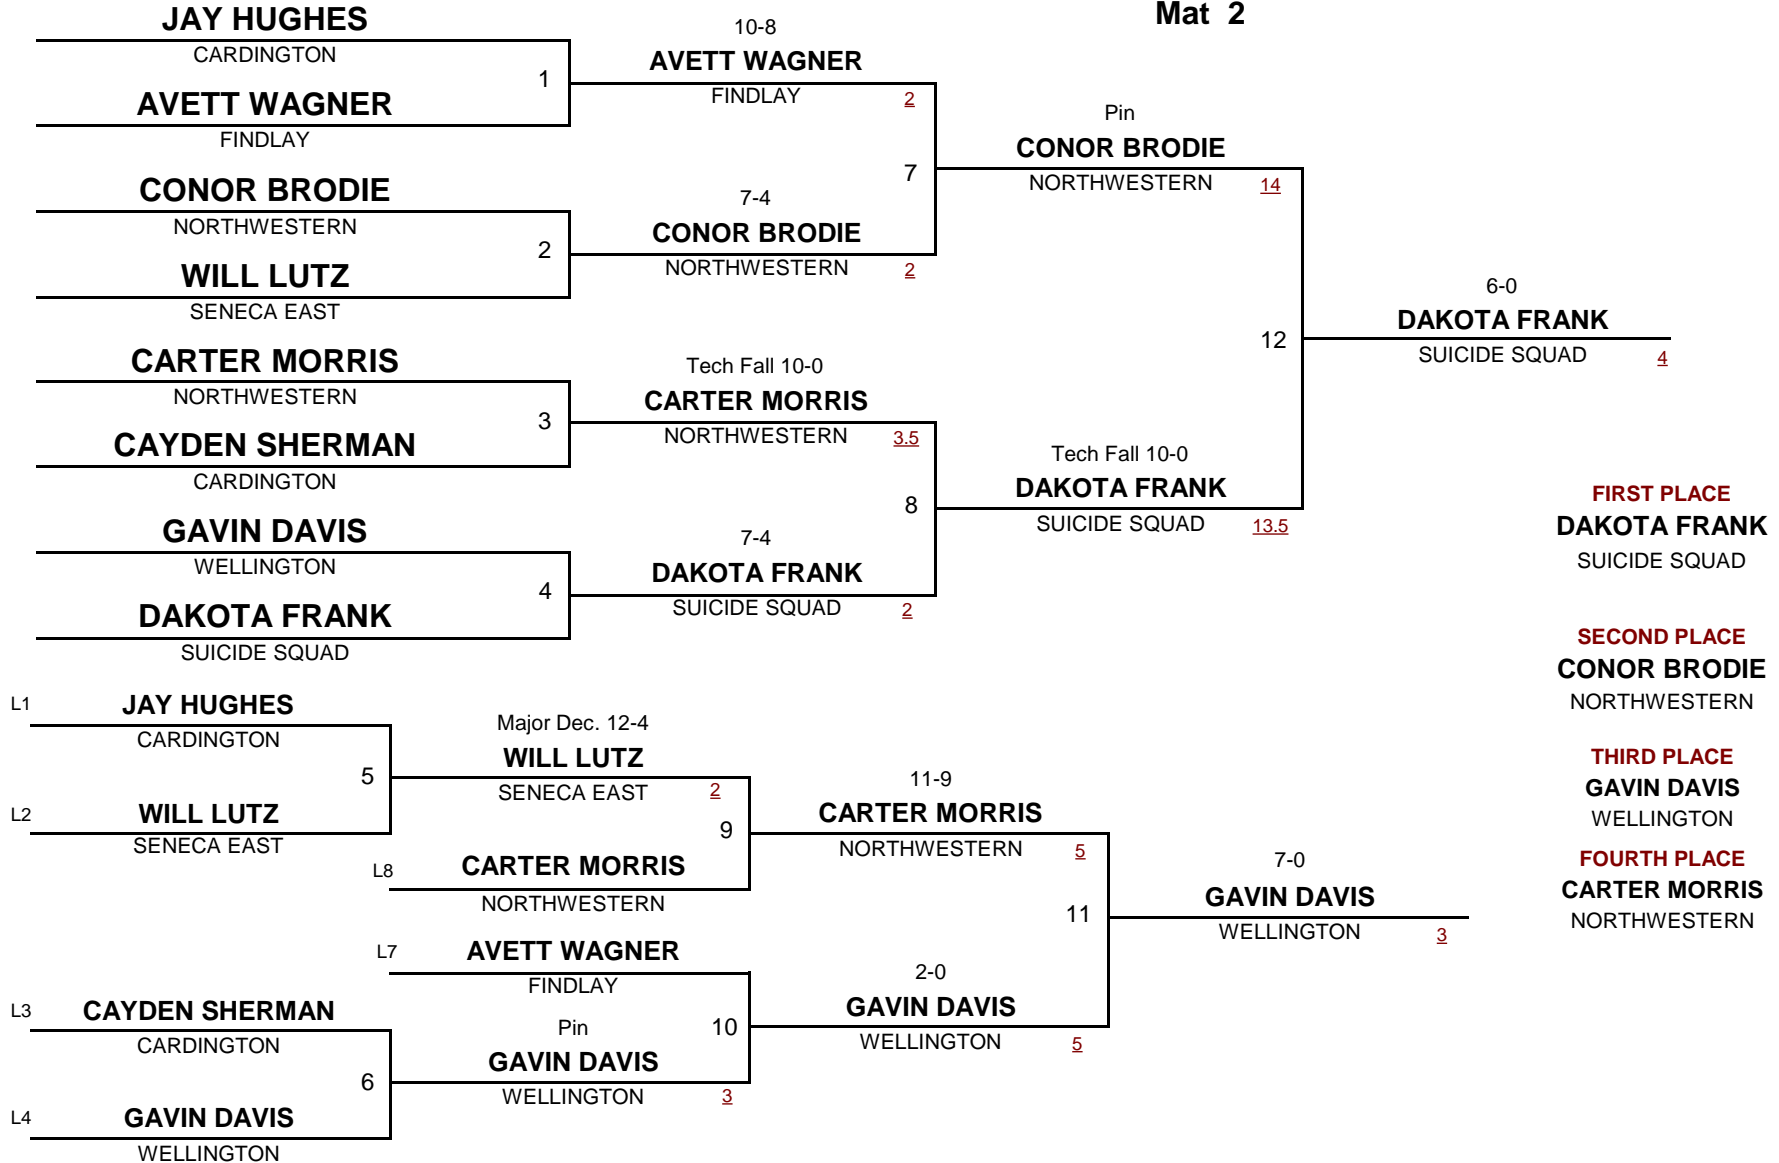 Mat 2
JAY HUGHES
CARDINGTON
1
AVETT WAGNER
FINDLAY
10-8
AVETT WAGNER
FINDLAY 2
CONOR BRODIE
NORTHWESTERN
2
WILL LUTZ
SENECA EAST
7-4
CONOR BRODIE
NORTHWESTERN 2
7
Pin
CONOR BRODIE
NORTHWESTERN 14
CARTER MORRIS
NORTHWESTERN
3
CAYDEN SHERMAN
CARDINGTON
Tech Fall 10-0
CARTER MORRIS
NORTHWESTERN 3.5
GAVIN DAVIS
WELLINGTON
4
DAKOTA FRANK
SUICIDE SQUAD
7-4
DAKOTA FRANK
SUICIDE SQUAD 2
8
Tech Fall 10-0
DAKOTA FRANK
SUICIDE SQUAD 13.5
12
6-0
DAKOTA FRANK
SUICIDE SQUAD 4
FIRST PLACE
DAKOTA FRANK
SUICIDE SQUAD
SECOND PLACE
CONOR BRODIE
NORTHWESTERN
THIRD PLACE
GAVIN DAVIS
WELLINGTON
FOURTH PLACE
CARTER MORRIS
NORTHWESTERN
L1 JAY HUGHES
CARDINGTON
5
L2 WILL LUTZ
SENECA EAST
Major Dec. 12-4
WILL LUTZ
SENECA EAST 2
9
L8 CARTER MORRIS
NORTHWESTERN
11-9
CARTER MORRIS
NORTHWESTERN 5
L7 AVETT WAGNER
FINDLAY
10
L3 CAYDEN SHERMAN
CARDINGTON
6
L4 GAVIN DAVIS
WELLINGTON
Pin
GAVIN DAVIS
WELLINGTON 3
2-0
GAVIN DAVIS
WELLINGTON 5
11
7-0
GAVIN DAVIS
WELLINGTON 3